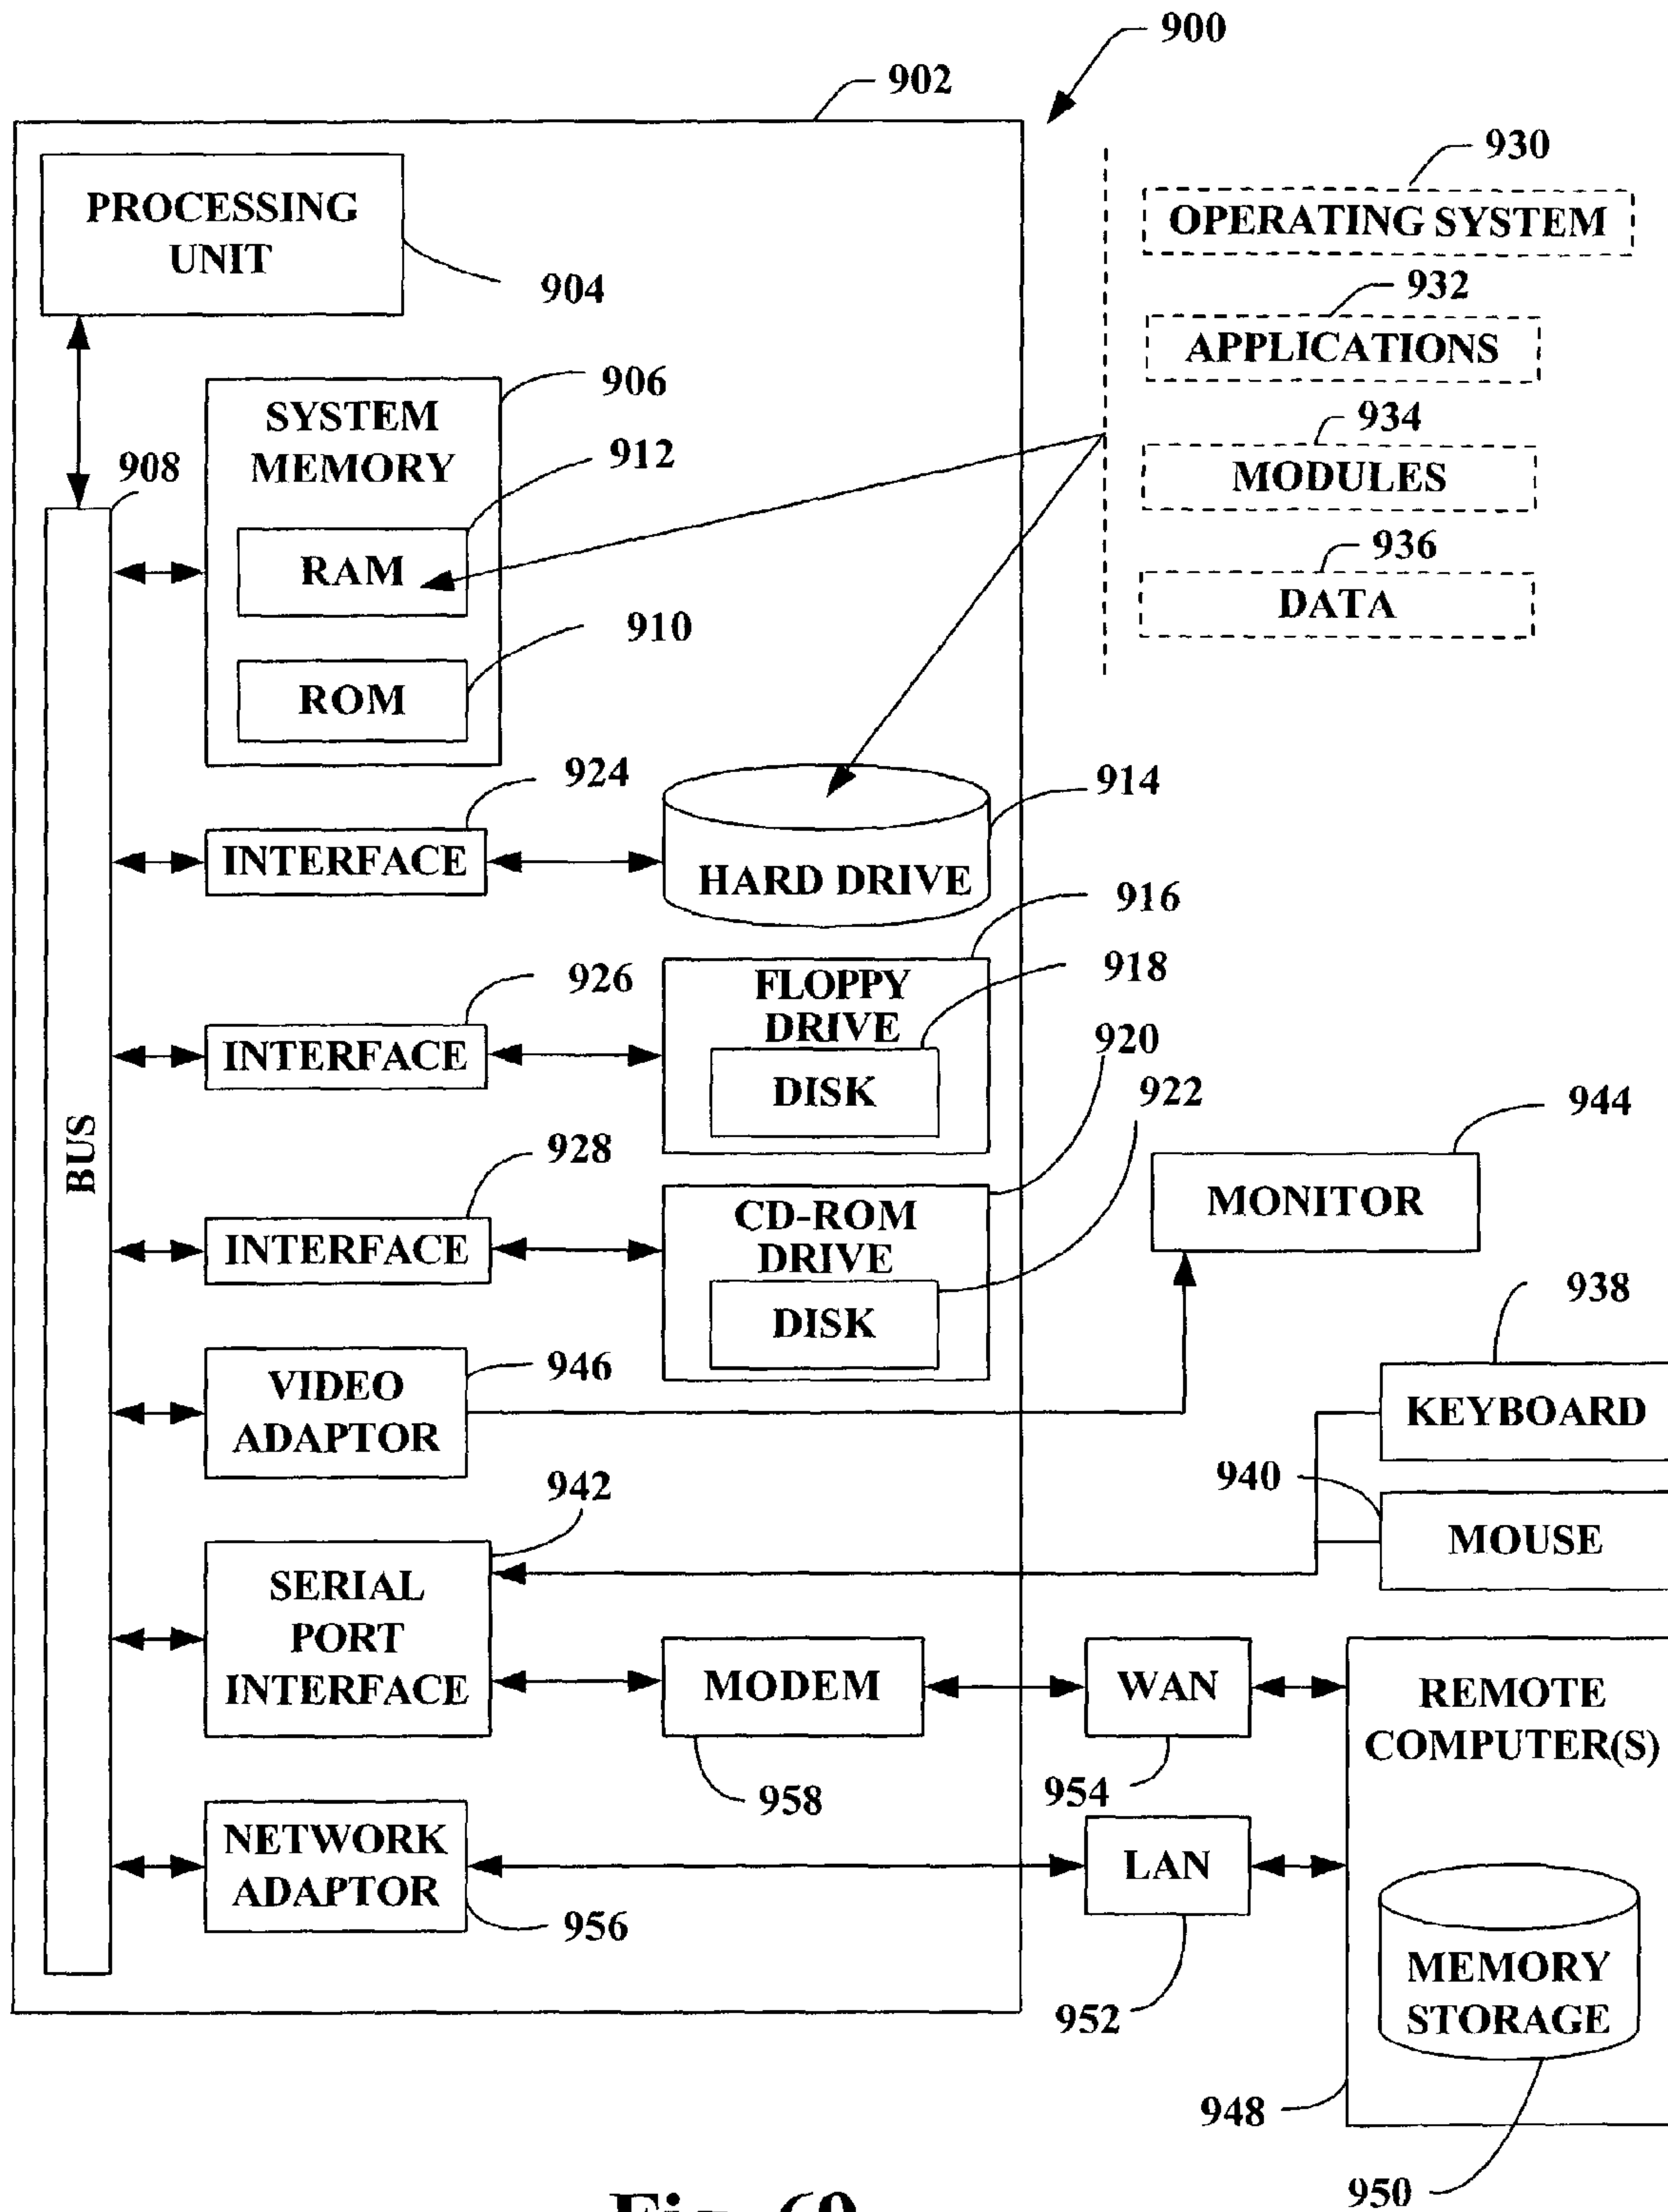 900
902
930
PROCESSING
UNIT
OPERATING SYSTEM
904
932
APPLICATIONS
906
SYSTEM
MEMORY
934
908
912
MODULES
936
RAM
DATA
910
ROM
924
914
INTERFACE
HARD DRIVE
916
918
926
FLOPPY
DRIVE
920
INTERFACE
DISK
922
944
BUS
928
MONITOR
CD-ROM
DRIVE
INTERFACE
938
DISK
946
VIDEO
ADAPTOR
KEYBOARD
940
942
MOUSE
SERIAL
PORT
INTERFACE
MODEM
WAN
REMOTE
COMPUTER(S)
958
954
NETWORK
ADAPTOR
LAN
956
952
MEMORY
STORAGE
948
950